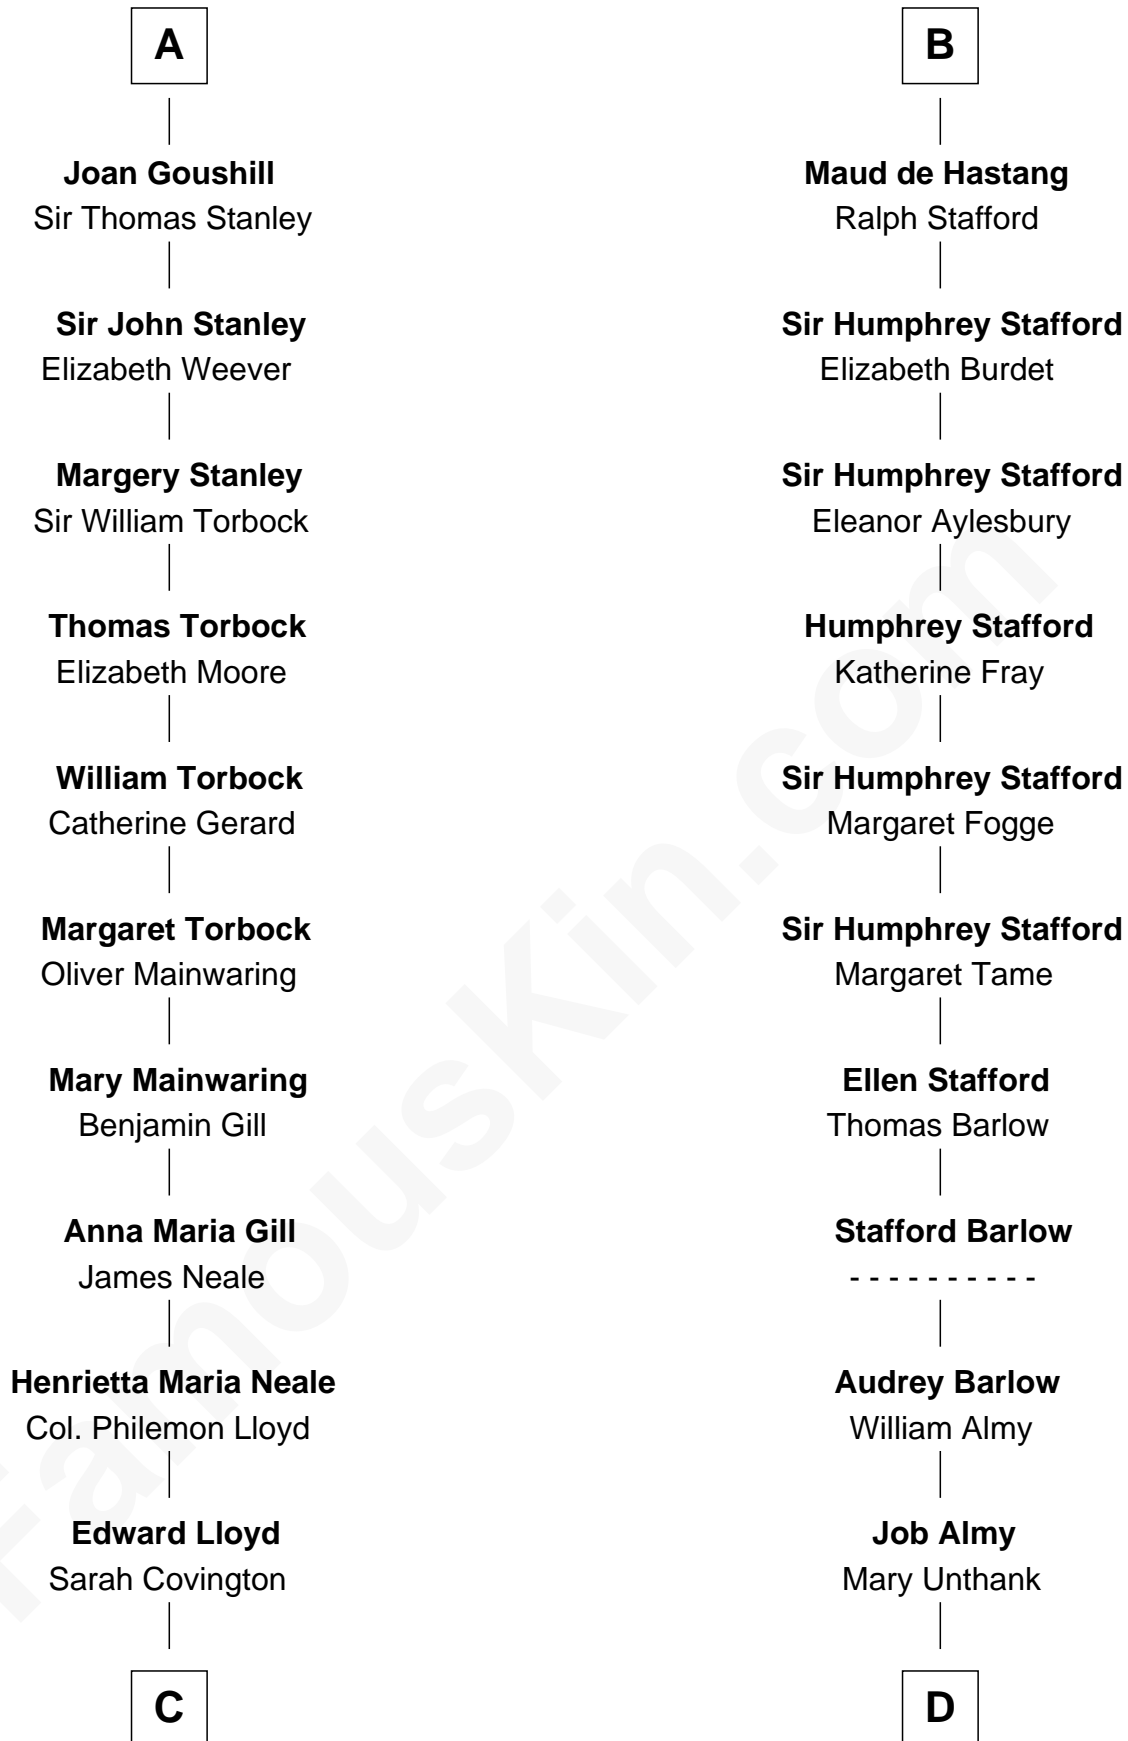 A
Joan Goushill
Sir Thomas Stanley
Sir John Stanley
Elizabeth Weever
Margery Stanley
Sir William Torbock
Thomas Torbock
Elizabeth Moore
William Torbock
Catherine Gerard
Margaret Torbock
Oliver Mainwaring
Mary Mainwaring
Benjamin Gill
Anna Maria Gill
James Neale
Henrietta Maria Neale
Col. Philemon Lloyd
Edward Lloyd
Sarah Covington
C
B
Maud de Hastang
Ralph Stafford
Sir Humphrey Stafford
Elizabeth Burdet
Sir Humphrey Stafford
Eleanor Aylesbury
Humphrey Stafford
Katherine Fray
Sir Humphrey Stafford
Margaret Fogge
Sir Humphrey Stafford
Margaret Tame
Ellen Stafford
Thomas Barlow
Stafford Barlow
- - - - - - - - - -
Audrey Barlow
William Almy
Job Almy
Mary Unthank
D
FamousKin.com